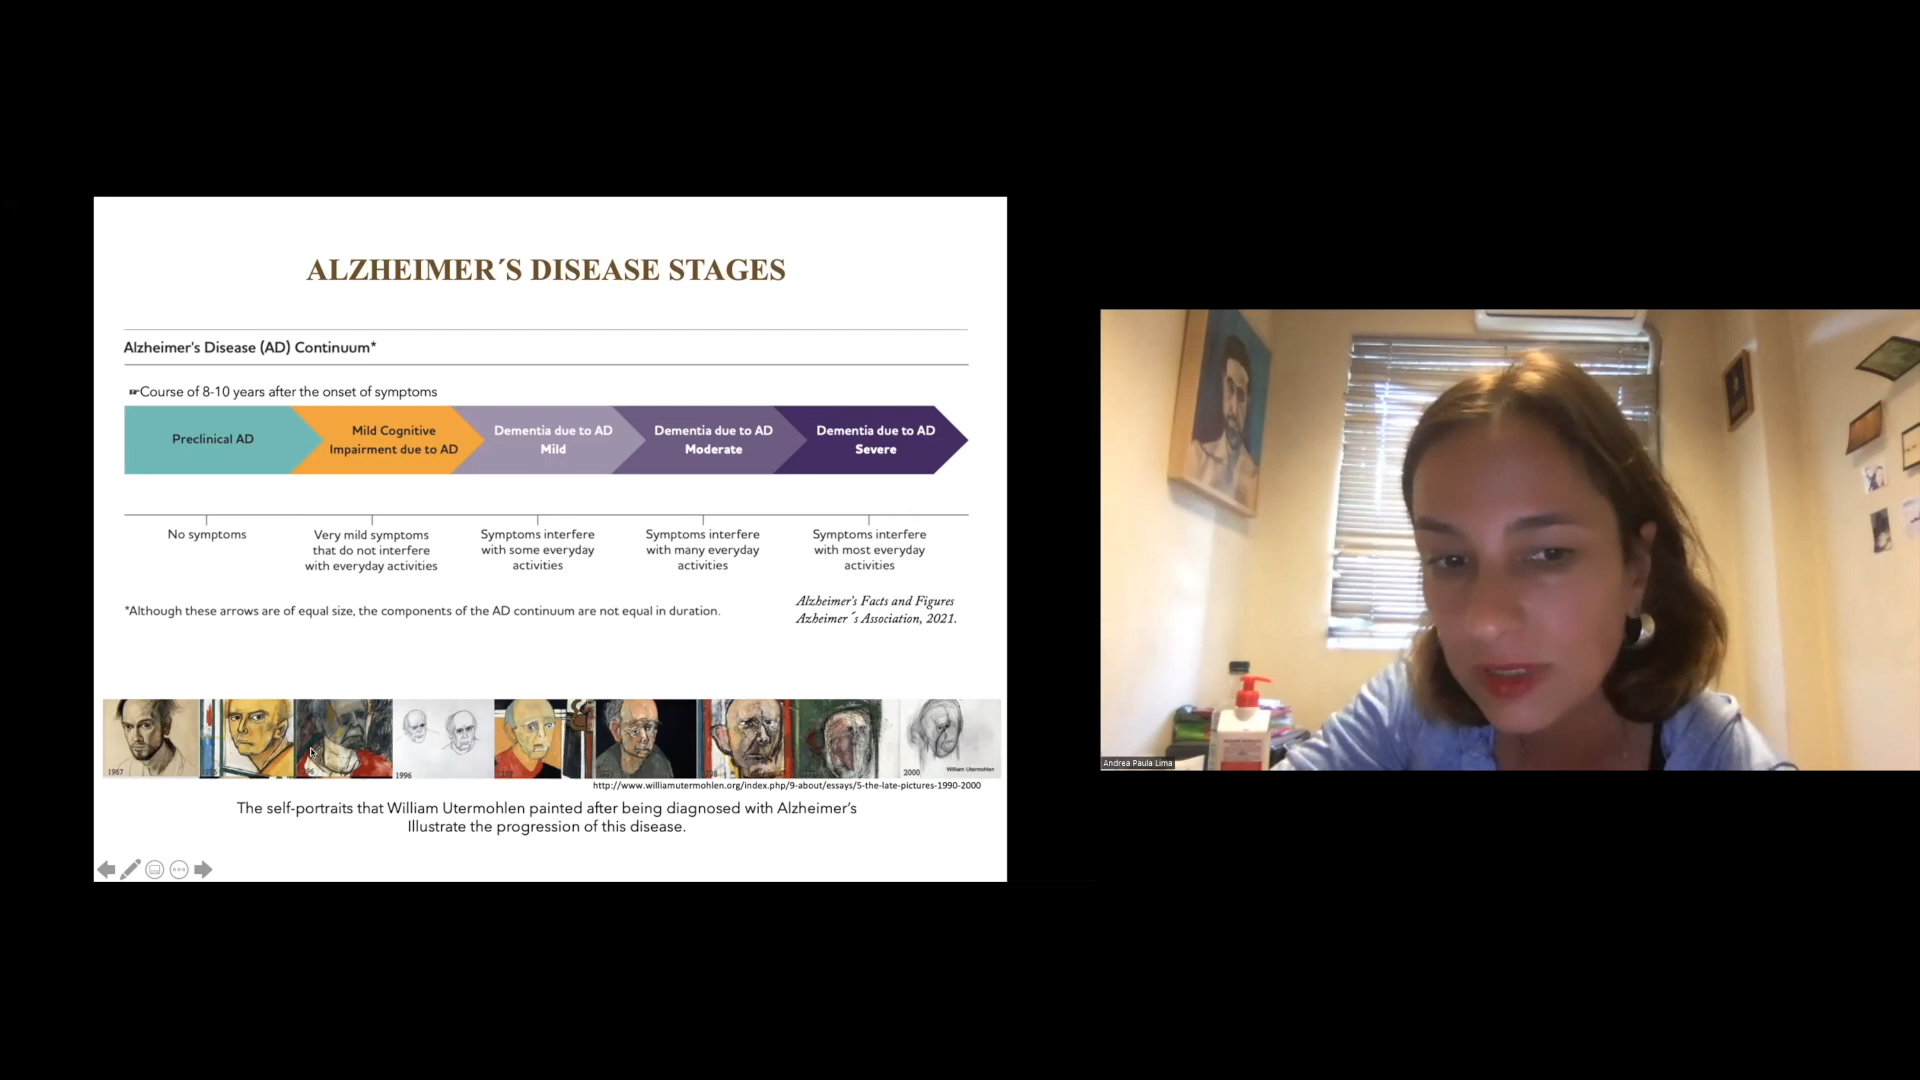 ALZHEIMER´S DISEASE STAGES
Alzheimer's Disease (AD) Continuum*
☛Course of 8-10 years after the onset of symptoms
Preclinical AD
Mild Cognitive
Impairment due to AD
Dementia due to AD
Mild
Dementia due to AD
Moderate
Dementia due to AD
Severe
No symptoms
Very mild symptoms
that do not interfere
with everyday activities
Symptoms interfere
with some everyday
activities
Symptoms interfere
with many everyday
activities
Symptoms interfere
with most everyday
activities
*Although these arrows are of equal size, the components of the AD continuum are not equal in duration.
Alzheimer's Facts and Figures
Azheimer ´s Association, 2021.
1967
1996
2000
William Utermohlen
http://www.williamutermohlen.org/index.php/9-about/essays/5-the-late-pictures-1990-2000
The self-portraits that William Utermohlen painted after being diagnosed with Alzheimer's
Illustrate the progression of this disease.
Andrea Paula Lima